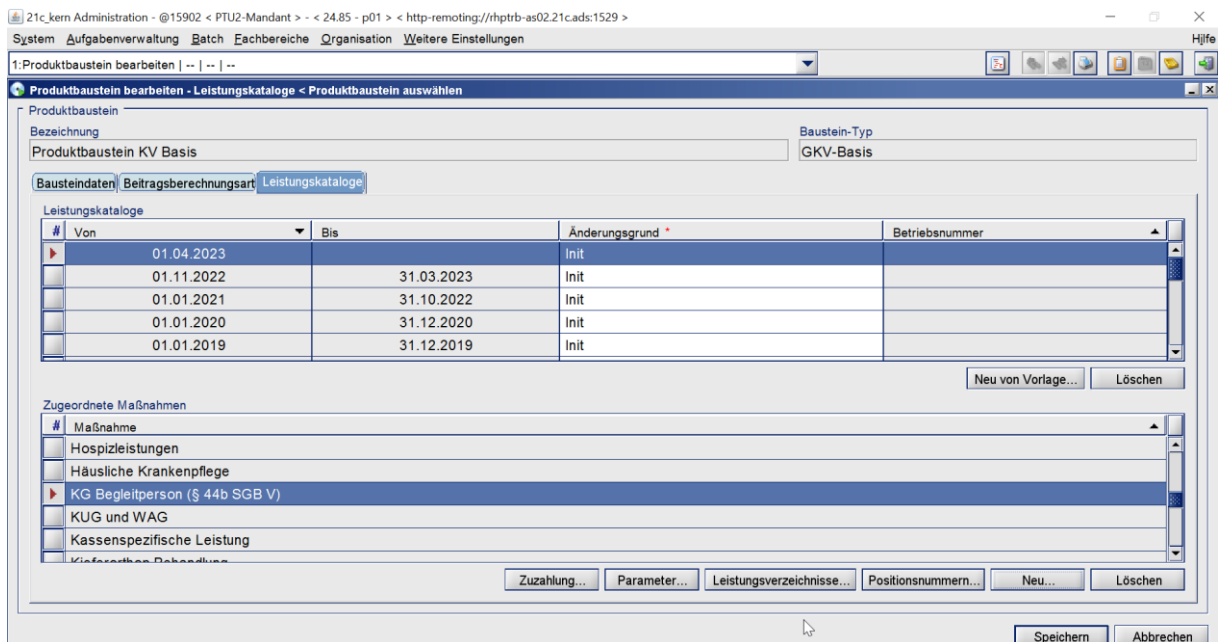 21c_kern Administration - @15902 < PTU2-Mandant > - < 24.85 - p01 > < http-remoting://rhptrb-as02.21c.ads:1529 >
System Aufgabenverwaltung Batch Fachbereiche Organisation Weitere Einstellungen Hilfe
1:Produktbaustein bearbeiten | -- | -- | --
Produktbaustein bearbeiten - Leistungskataloge < Produktbaustein auswählen
Produktbaustein
Bezeichnung Baustein-Typ
Produktbaustein KV Basis GKV-Basis
Bausteindaten Beitragsberechnungsart Leistungskataloge
Leistungskataloge
# Von Bis Änderungsgrund * Betriebsnummer
01.04.2023 Init
01.11.2022 31.03.2023 Init
01.01.2021 31.10.2022 Init
01.01.2020 31.12.2020 Init
01.01.2019 31.12.2019 Init
Neu von Vorlage... Löschen
Zugeordnete Maßnahmen
# Maßnahme
Hospizleistungen
Häusliche Krankenpflege
KG Begleitperson (§ 44b SGB V)
KUG und WAG
Kassenspezifische Leistung
Kieferorthop Behandlung
Zuzahlung... Parameter... Leistungsverzeichnisse... Positionsnummern... Neu... Löschen
Speichern Abbrechen